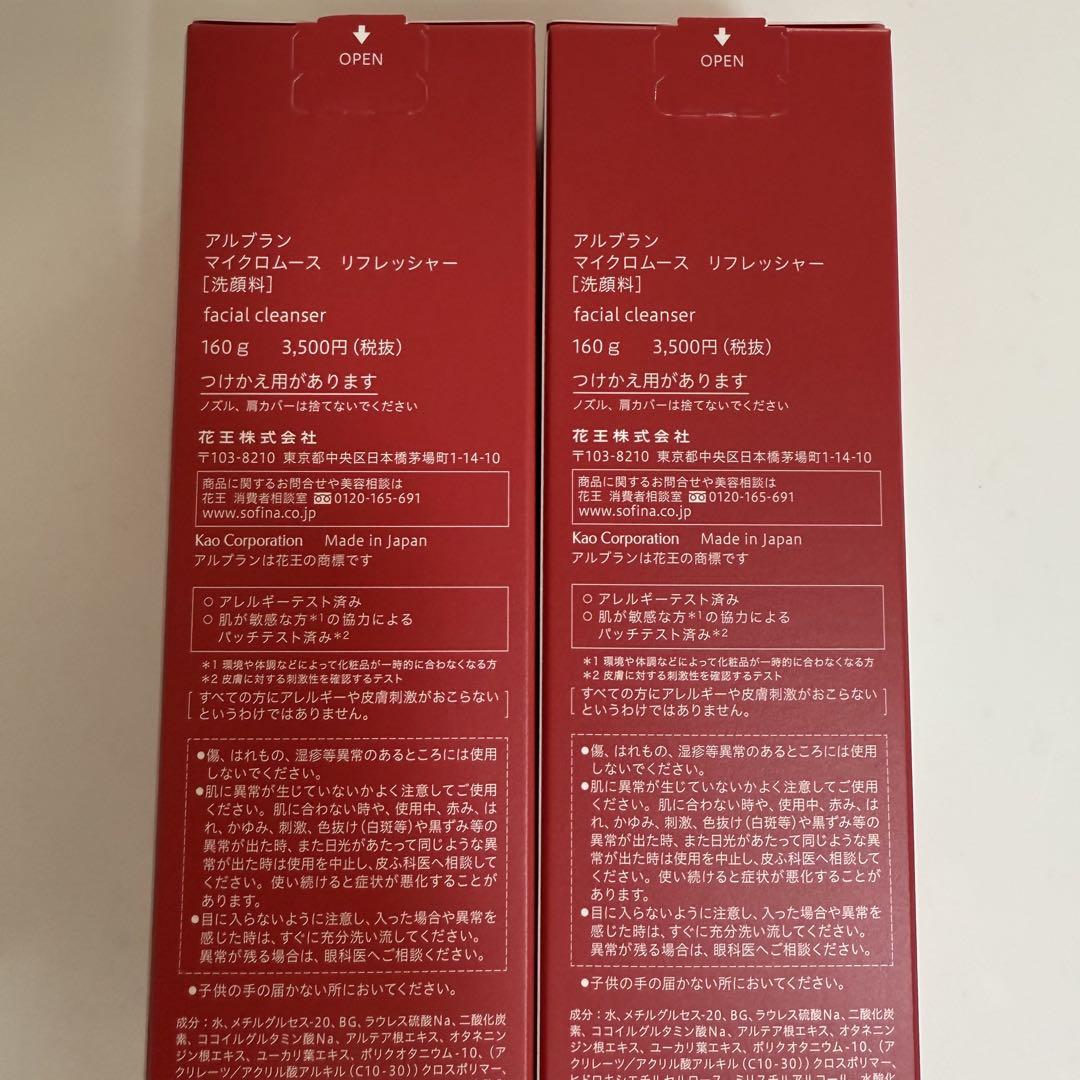 OPEN
アルブラン
マイクロムース リフレッシャー
[洗顔料]
facial cleanser
160g 3,500円(税抜)
つけかえ用があります
ノズル、肩カバーは捨てないでください
花王株式会社
〒103-8210 東京都中央区日本橋茅場町1-14-10
商品に関するお問合せや美容相談は
花王 消費者相談室 0120-165-691
www.sofina.co.jp
Kao Corporation Made in Japan
アルブランは花王の商標です
○ アレルギーテスト済み
○ 肌が敏感な方*1の協力による
パッチテスト済み*2
*1 環境や体調などによって化粧品が一時的に合わなくなる方
*2 皮膚に対する刺激性を確認するテスト
[すべての方にアレルギーや皮膚刺激がおこらない
というわけではありません。]
●傷、はれもの、湿疹等異常のあるところには使用
しないでください。
●肌に異常が生じていないかよく注意してご使用
ください。肌に合わない時や、使用中、赤み、は
れ、かゆみ、刺激、色抜け(白斑等)や黒ずみ等の
異常が出た時、また日光があたって同じような異
常が出た時は使用を中止し、皮ふ科医へ相談して
ください。使い続けると症状が悪化することが
あります。
●目に入らないように注意し、入った場合や異常を
感じた時は、すぐに充分洗い流してください。
異常が残る場合は、眼科医へご相談ください。
●子供の手の届かない所においてください。
成分:水、メチルグルセス-20、BG、ラウレス硫酸Na、二酸化炭
素、ココイルグルタミン酸Na、アルテア根エキス、オタネニン
ジン根エキス、ユーカリ葉エキス、ポリクオタニウム-10、(ア
クリレーツ/アクリル酸アルキル(C10-30))クロスポリマー、
OPEN
アルブラン
マイクロムース リフレッシャー
[洗顔料]
facial cleanser
160g 3,500円(税抜)
つけかえ用があります
ノズル、肩カバーは捨てないでください
花王株式会社
〒103-8210 東京都中央区日本橋茅場町1-14-10
商品に関するお問合せや美容相談は
花王 消費者相談室 0120-165-691
www.sofina.co.jp
Kao Corporation Made in Japan
アルブランは花王の商標です
○ アレルギーテスト済み
○ 肌が敏感な方*1の協力による
パッチテスト済み*2
*1 環境や体調などによって化粧品が一時的に合わなくなる方
*2 皮膚に対する刺激性を確認するテスト
[すべての方にアレルギーや皮膚刺激がおこらない
というわけではありません。]
●傷、はれもの、湿疹等異常のあるところには使用
しないでください。
●肌に異常が生じていないかよく注意してご使用
ください。肌に合わない時や、使用中、赤み、は
れ、かゆみ、刺激、色抜け(白斑等)や黒ずみ等の
異常が出た時、また日光があたって同じような異
常が出た時は使用を中止し、皮ふ科医へ相談して
ください。使い続けると症状が悪化することが
あります。
●目に入らないように注意し、入った場合や異常を
感じた時は、すぐに充分洗い流してください。
異常が残る場合は、眼科医へご相談ください。
●子供の手の届かない所においてください。
成分:水、メチルグルセス-20、BG、ラウレス硫酸Na、二酸化炭
素、ココイルグルタミン酸Na、アルテア根エキス、オタネニン
ジン根エキス、ユーカリ葉エキス、ポリクオタニウム-10、(ア
クリレーツ/アクリル酸アルキル(C10-30))クロスポリマー、